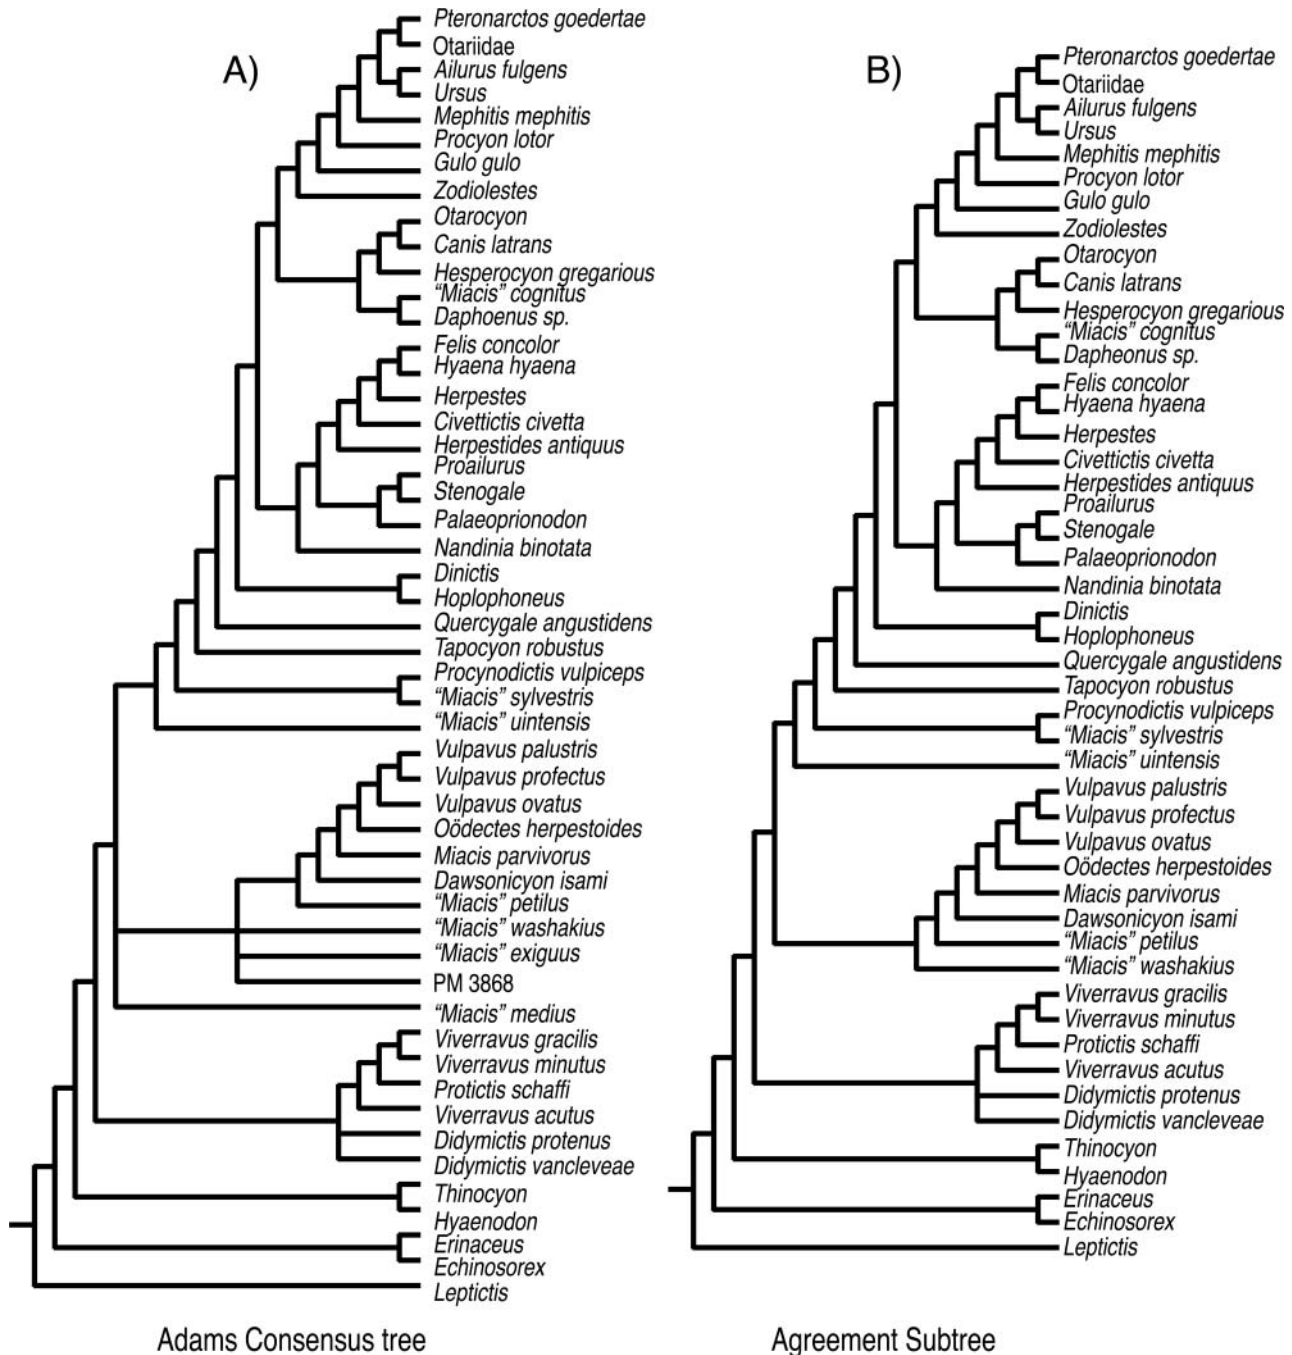 A)
Pteronarctos goedertae
Otariidae
Ailurus fulgens
Ursus
Mephitis mephitis
Procyon lotor
Gulo gulo
Zodiolestes
Otarocyon
Canis latrans
Hesperocyon gregarious
“Miacis” cognitus
Daphoenus sp.
Felis concolor
Hyaena hyaena
Herpestes
Civettictis civetta
Herpestides antiquus
Proailurus
Stenogale
Palaeoprionodon
Nandinia binotata
Dinictis
Hoplophoneus
Quercygale angustidens
Tapocyon robustus
Procynodictis vulpiceps
“Miacis” sylvestris
“Miacis” uintensis
Vulpavus palustris
Vulpavus profectus
Vulpavus ovatus
Oödectes herpestoides
Miacis parvivorus
Dawsonicyon isami
“Miacis” petilus
“Miacis” washakius
“Miacis” exiguus
PM 3868
“Miacis” medius
Viverravus gracilis
Viverravus minutus
Protictis schaffi
Viverravus acutus
Didymictis protenus
Didymictis vancleveae
Thinocyon
Hyaenodon
Erinaceus
Echinosorex
Leptictis
Adams Consensus tree
B)
Pteronarctos goedertae
Otariidae
Ailurus fulgens
Ursus
Mephitis mephitis
Procyon lotor
Gulo gulo
Zodiolestes
Otarocyon
Canis latrans
Hesperocyon gregarious
“Miacis” cognitus
Dapheonus sp.
Felis concolor
Hyaena hyaena
Herpestes
Civettictis civetta
Herpestides antiquus
Proailurus
Stenogale
Palaeoprionodon
Nandinia binotata
Dinictis
Hoplophoneus
Quercygale angustidens
Tapocyon robustus
Procynodictis vulpiceps
“Miacis” sylvestris
“Miacis” uintensis
Vulpavus palustris
Vulpavus profectus
Vulpavus ovatus
Oödectes herpestoides
Miacis parvivorus
Dawsonicyon isami
“Miacis” petilus
“Miacis” washakius
Viverravus gracilis
Viverravus minutus
Protictis schaffi
Viverravus acutus
Didymictis protenus
Didymictis vancleveae
Thinocyon
Hyaenodon
Erinaceus
Echinosorex
Leptictis
Agreement Subtree